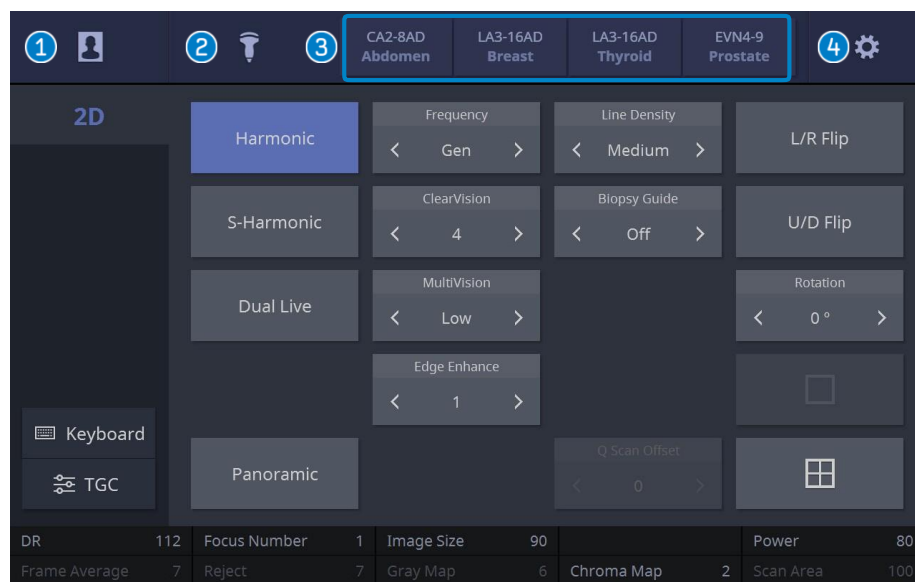 1 2 3 CA2-8AD LA3-16AD LA3-16AD EVN4-9 4
Abdomen Breast Thyroid Prostate
2D
Harmonic
Frequency
Gen
Line Density
Medium
L/R Flip
S-Harmonic
ClearVision
4
Biopsy Guide
Off
U/D Flip
Dual Live
MultiVision
Low
Rotation
0 °
Edge Enhance
1
Keyboard
TGC
Panoramic
Q Scan Offset
0
DR 112 Focus Number 1 Image Size 90 Power 80
Frame Average 7 Reject 7 Gray Map 6 Chroma Map 2 Scan Area 100